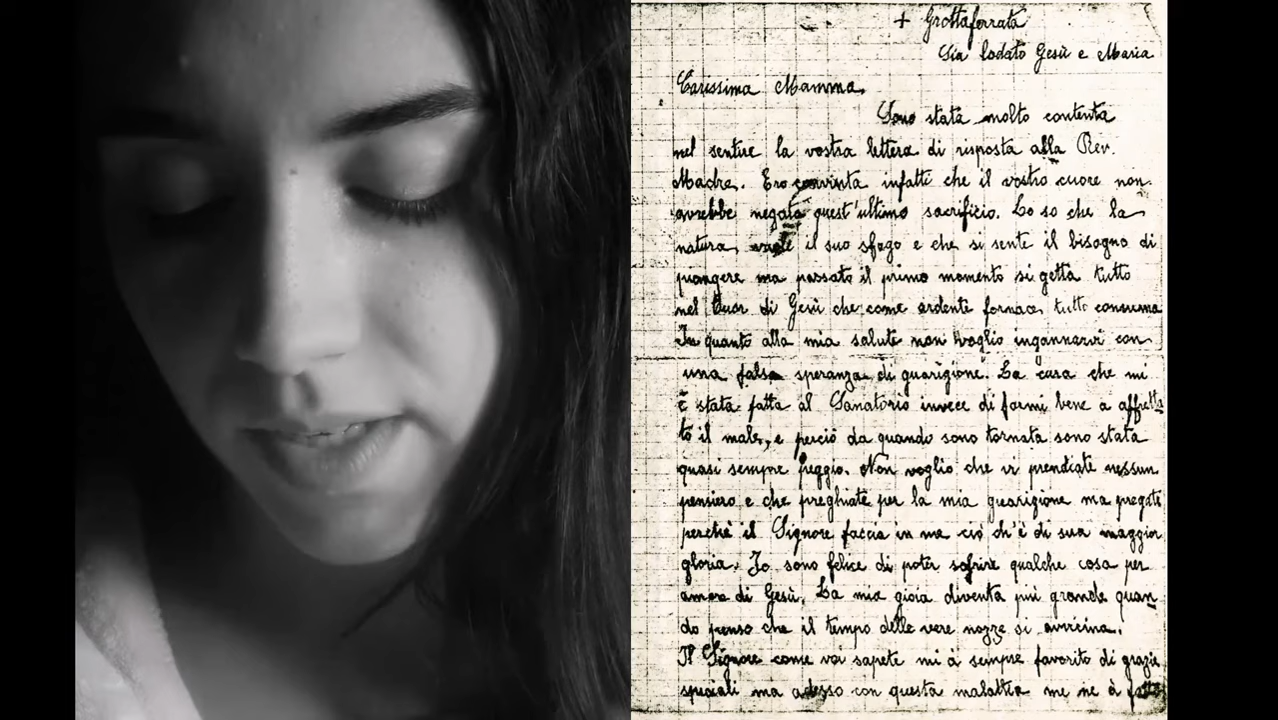 + Grottaferrata
Sia lodato Gesù e Maria
Carissima Mamma,
Sono stata molto contenta
nel sentire la vostra lettera di risposta alla Rev.
Madre. Ero convinta infatti che il vostro cuore non
avrebbe negato quest'ultimo sacrificio. Lo so che la
natura vuole il suo sfogo e che si sente il bisogno di
piangere ma passato il primo momento si getta tutto
nel Cuor di Gesù che come ardente fornace tutto consuma
In quanto alla mia salute non voglio ingannarvi con
una falsa speranza di guarigione. La cura che mi
è stata fatta al Sanatorio invece di farmi bene a affretta
to il male, e perciò da quando sono tornata sono stata
quasi sempre peggio. Non voglio che vi prendiate nessun
pensiero e che preghiate per la mia guarigione ma pregate
perché il Signore faccia in me ciò ch'è di sua maggior
gloria. Io sono felice di poter sofrire qualche cosa per
amore di Gesù. La mia gioia diventa più grande quan
do penso che il tempo delle vere nozze si avvicina.
Il Signore come voi sapete mi à sempre favorito di grazie
speciali ma adesso con questa malattia me ne à fatto